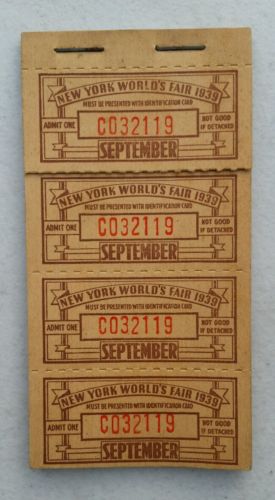 NEW YORK WORLD'S FAIR 1939
MUST BE PRESENTED WITH IDENTIFICATION CARD
ADMIT ONE C032119 NOT GOOD IF DETACHED
SEPTEMBER
NEW YORK WORLD'S FAIR 1939
MUST BE PRESENTED WITH IDENTIFICATION CARD
ADMIT ONE C032119 NOT GOOD IF DETACHED
SEPTEMBER
NEW YORK WORLD'S FAIR 1939
MUST BE PRESENTED WITH IDENTIFICATION CARD
ADMIT ONE C032119 NOT GOOD IF DETACHED
SEPTEMBER
NEW YORK WORLD'S FAIR 1939
MUST BE PRESENTED WITH IDENTIFICATION CARD
ADMIT ONE C032119 NOT GOOD IF DETACHED
SEPTEMBER